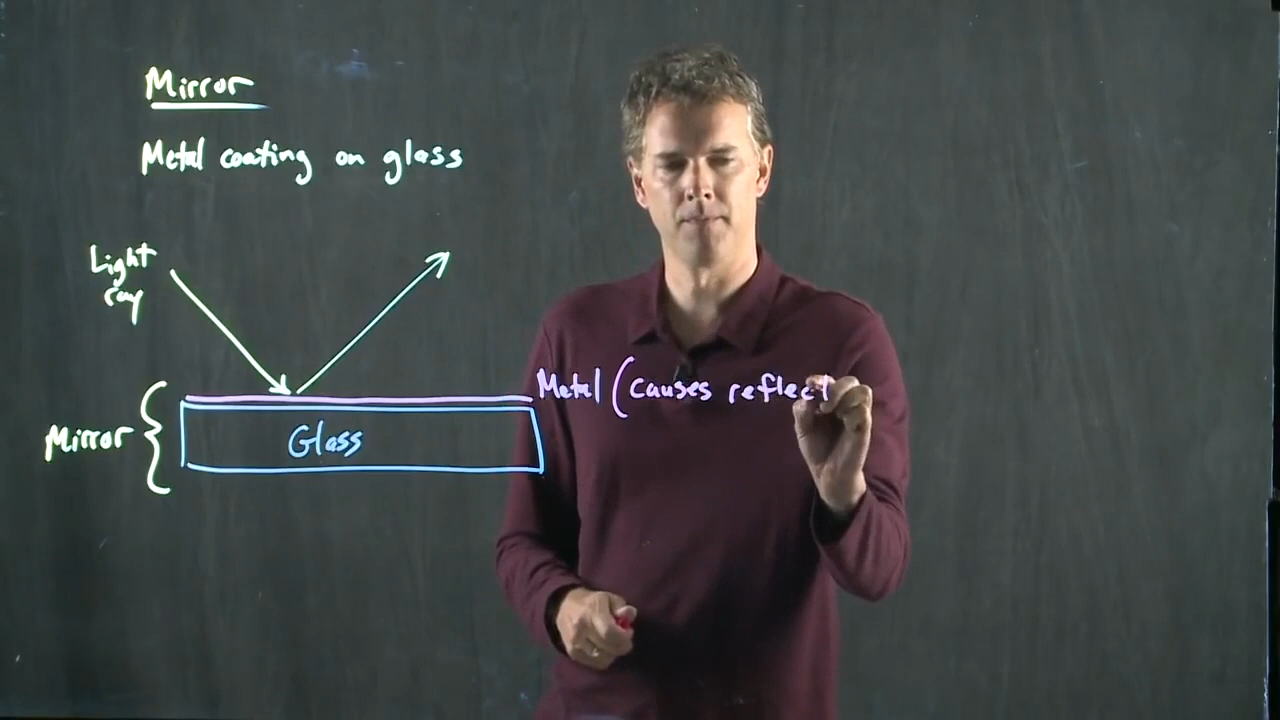 Mirror
Metal coating on glass
Light
ray
Metal (causes reflect
Mirror
Glass